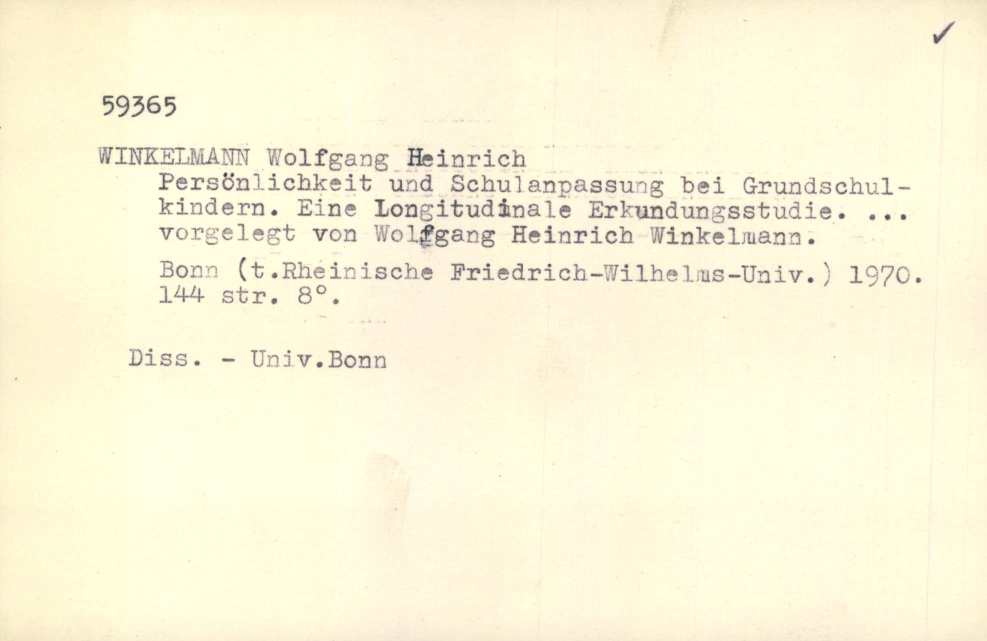 59365
WINKELMANN Wolfgang Heinrich
Persönlichkeit und Schulanpassung bei Grundschul-
kindern. Eine Longitudinale Erkundungsstudie. ...
vorgelegt von Wolfgang Heinrich Winkelmann.
Bonn (t.Rheinische Friedrich-Wilhelms-Univ.) 1970.
144 str. 8°.
Diss. - Univ.Bonn